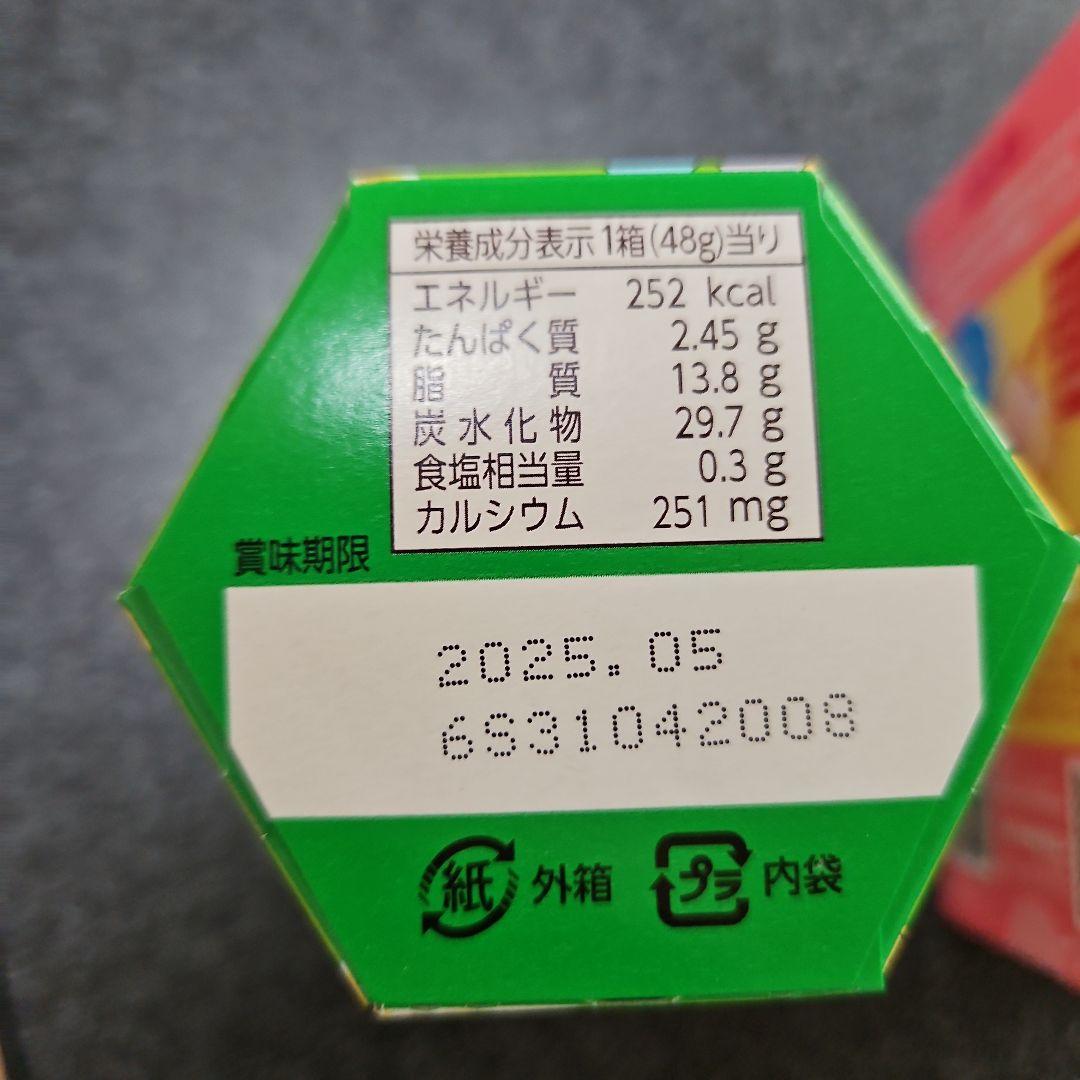 栄養成分表示 1箱(48g)当り
エネルギー 252 kcal
たんぱく質 2.45 g
脂質 13.8 g
炭水化物 29.7 g
食塩相当量 0.3 g
カルシウム 251 mg
賞味期限
2025.05
6S31042008
紙 外箱 プラ 内袋